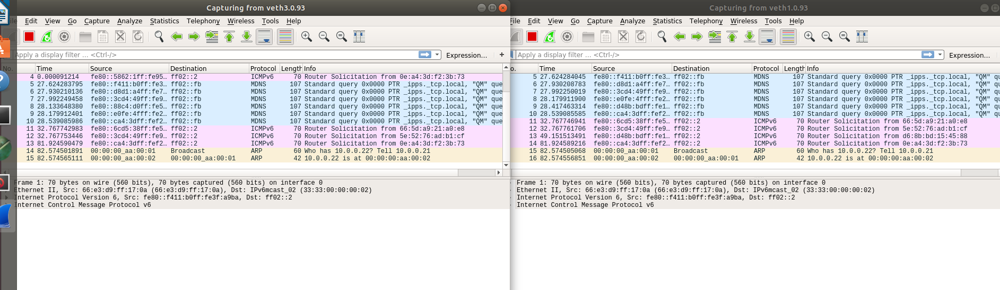 Capturing from veth3.0.93
Edit View Go Capture Analyze Statistics Telephony Wireless Tools Help
Apply a display filter ... <Ctrl-/> Expression... +
No. Time Source Destination Protocol Length Info
4 0.000091214 fe80::5862:1ff:fe95... ff02::2 ICMPv6 70 Router Solicitation from 0e:a4:3d:f2:3b:73
5 27.624283795 fe80::f411:b0ff:fe3... ff02::fb MDNS 107 Standard query 0x0000 PTR _ipps._tcp.local, "QM" que
6 27.930210136 fe80::d8d1:a4ff:fe7... ff02::fb MDNS 107 Standard query 0x0000 PTR _ipps._tcp.local, "QM" que
7 27.992249458 fe80::3cd4:49ff:fe9... ff02::fb MDNS 107 Standard query 0x0000 PTR _ipps._tcp.local, "QM" que
8 28.133648380 fe80::88c4:d0ff:fe5... ff02::fb MDNS 107 Standard query 0x0000 PTR _ipps._tcp.local, "QM" que
9 28.179912401 fe80::e0fe:4fff:fe2... ff02::fb MDNS 107 Standard query 0x0000 PTR _ipps._tcp.local, "QM" que
10 28.539085986 fe80::ca4:3dff:fef2... ff02::fb MDNS 107 Standard query 0x0000 PTR _ipps._tcp.local, "QM" que
11 32.767742983 fe80::6cd5:38ff:fe5... ff02::2 ICMPv6 70 Router Solicitation from 66:5d:a9:21:a0:e8
12 32.767753446 fe80::3cd4:49ff:fe9... ff02::2 ICMPv6 70 Router Solicitation from 5e:52:76:ad:b1:cf
13 81.924590479 fe80::ca4:3dff:fef2... ff02::2 ICMPv6 70 Router Solicitation from 0e:a4:3d:f2:3b:73
14 82.574501891 00:00:00_aa:00:01 Broadcast ARP 60 Who has 10.0.0.22? Tell 10.0.0.21
15 82.574565111 00:00:00_aa:00:02 00:00:00_aa:00:01 ARP 42 10.0.0.22 is at 00:00:00:aa:00:02
Frame 1: 70 bytes on wire (560 bits), 70 bytes captured (560 bits) on interface 0
Ethernet II, Src: 66:e3:d9:ff:17:0a (66:e3:d9:ff:17:0a), Dst: IPv6mcast_02 (33:33:00:00:00:02)
Internet Protocol Version 6, Src: fe80::f411:b0ff:fe3f:a9ba, Dst: ff02::2
Internet Control Message Protocol v6
Capturing from veth1.0.93
ile Edit View Go Capture Analyze Statistics Telephony Wireless Tools Help
Apply a display filter ... <Ctrl-/> Expression...
o. Time Source Destination Protocol Length Info
5 27.624284045 fe80::f411:b0ff:fe3... ff02::fb MDNS 107 Standard query 0x0000 PTR _ipps._tcp.local, "QM" qu
6 27.930208783 fe80::d8d1:a4ff:fe7... ff02::fb MDNS 107 Standard query 0x0000 PTR _ipps._tcp.local, "QM" qu
7 27.992250019 fe80::3cd4:49ff:fe9... ff02::fb MDNS 107 Standard query 0x0000 PTR _ipps._tcp.local, "QM" qu
8 28.179911900 fe80::e0fe:4fff:fe2... ff02::fb MDNS 107 Standard query 0x0000 PTR _ipps._tcp.local, "QM" qu
9 28.417463314 fe80::d48b:bdff:fe1... ff02::fb MDNS 107 Standard query 0x0000 PTR _ipps._tcp.local, "QM" qu
10 28.539085585 fe80::ca4:3dff:fef2... ff02::fb MDNS 107 Standard query 0x0000 PTR _ipps._tcp.local, "QM" qu
11 32.767746941 fe80::6cd5:38ff:fe5... ff02::2 ICMPv6 70 Router Solicitation from 66:5d:a9:21:a0:e8
12 32.767761706 fe80::3cd4:49ff:fe9... ff02::2 ICMPv6 70 Router Solicitation from 5e:52:76:ad:b1:cf
13 49.151513491 fe80::d48b:bdff:fe1... ff02::2 ICMPv6 70 Router Solicitation from d6:8b:bd:15:45:88
14 81.924589216 fe80::ca4:3dff:fef2... ff02::2 ICMPv6 70 Router Solicitation from 0e:a4:3d:f2:3b:73
15 82.574505068 00:00:00_aa:00:01 Broadcast ARP 60 Who has 10.0.0.22? Tell 10.0.0.21
16 82.574556851 00:00:00_aa:00:02 00:00:00_aa:00:01 ARP 42 10.0.0.22 is at 00:00:00:aa:00:02
Frame 1: 70 bytes on wire (560 bits), 70 bytes captured (560 bits) on interface 0
Ethernet II, Src: 66:e3:d9:ff:17:0a (66:e3:d9:ff:17:0a), Dst: IPv6mcast_02 (33:33:00:00:00:02)
Internet Protocol Version 6, Src: fe80::f411:b0ff:fe3f:a9ba, Dst: ff02::2
Internet Control Message Protocol v6